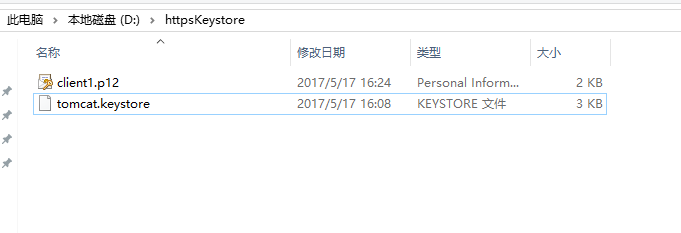 此电脑 > 本地磁盘 (D:) > httpsKeystore
名称 修改日期 类型 大小
client1.p12 2017/5/17 16:24 Personal Inform... 2 KB
tomcat.keystore 2017/5/17 16:08 KEYSTORE 文件 3 KB